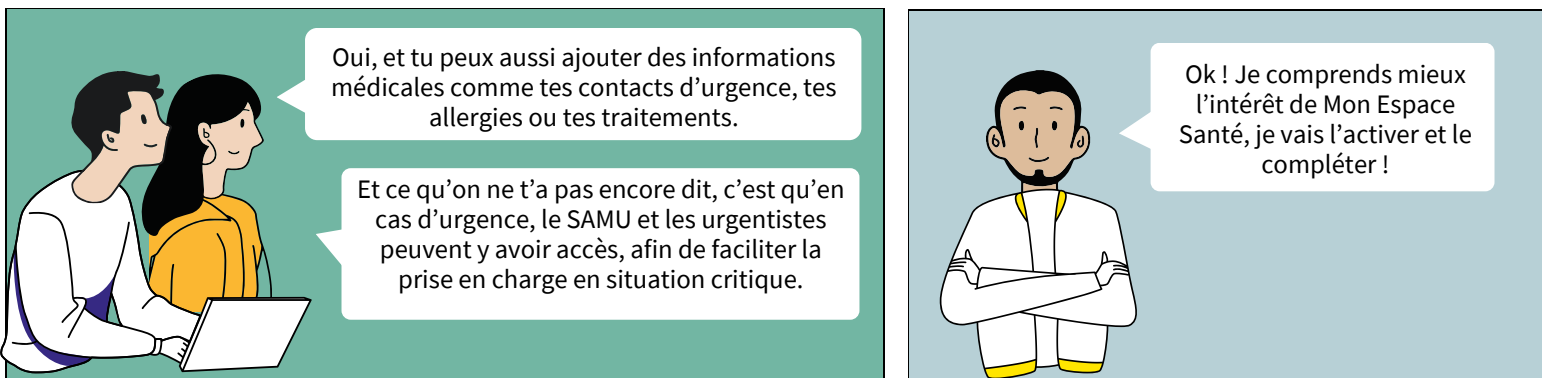 Oui, et tu peux aussi ajouter des informations
médicales comme tes contacts d’urgence, tes
allergies ou tes traitements.
Et ce qu’on ne t’a pas encore dit, c’est qu’en
cas d’urgence, le SAMU et les urgentistes
peuvent y avoir accès, afin de faciliter la
prise en charge en situation critique.
Ok ! Je comprends mieux
l’intérêt de Mon Espace
Santé, je vais l’activer et le
compléter !